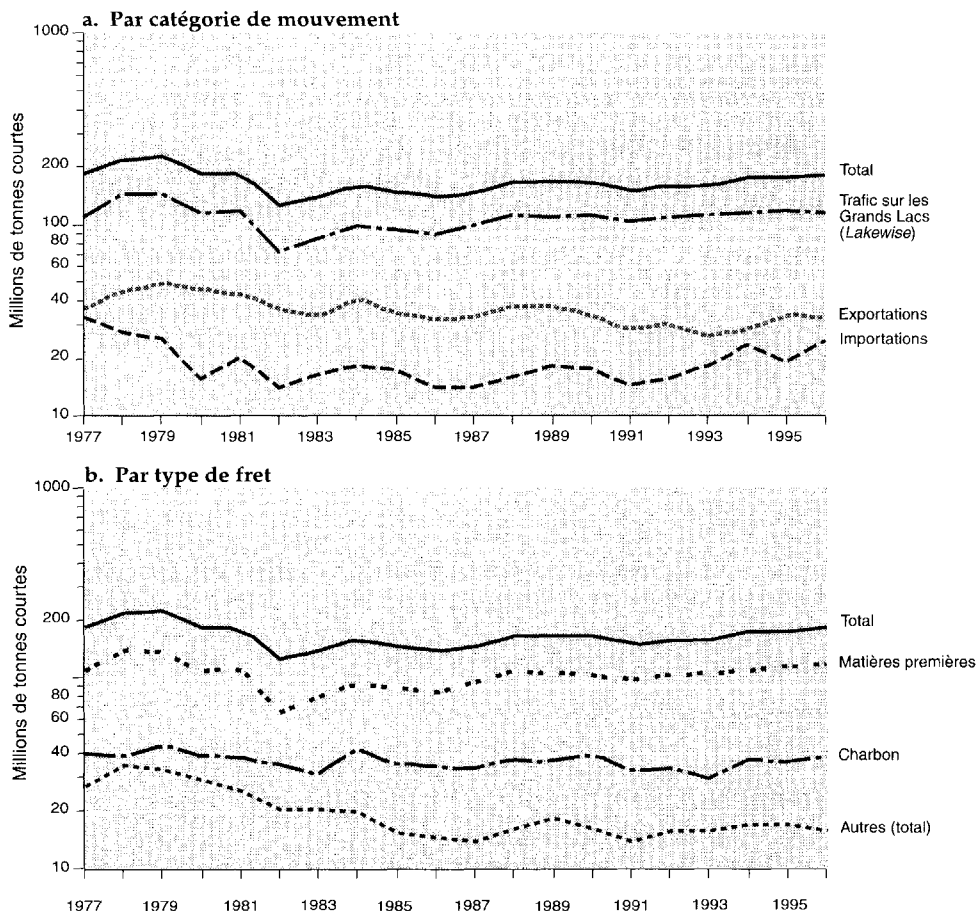 a. Par catégorie de mouvement
1000
200
100
80
60
40
20
10
Millions de tonnes courtes
Total
Trafic sur les
Grands Lacs
(Lakewise)
Exportations
Importations
1977 1979 1981 1983 1985 1987 1989 1991 1993 1995
b. Par type de fret
1000
200
80
60
40
20
10
Millions de tonnes courtes
Total
Matières premières
Charbon
Autres (total)
1977 1979 1981 1983 1985 1987 1989 1991 1993 1995